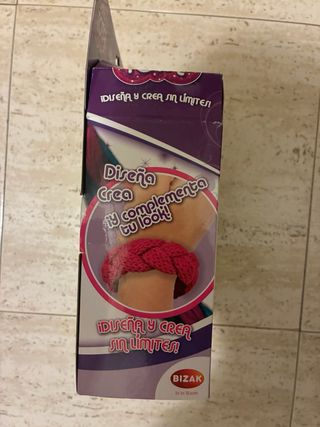 ¡DISEÑA Y CREA SIN LÍMITES!
Diseña
Crea
¡Y complementa
tu look!
¡DISEÑA Y CREA
SIN LÍMITES!
BIZAK